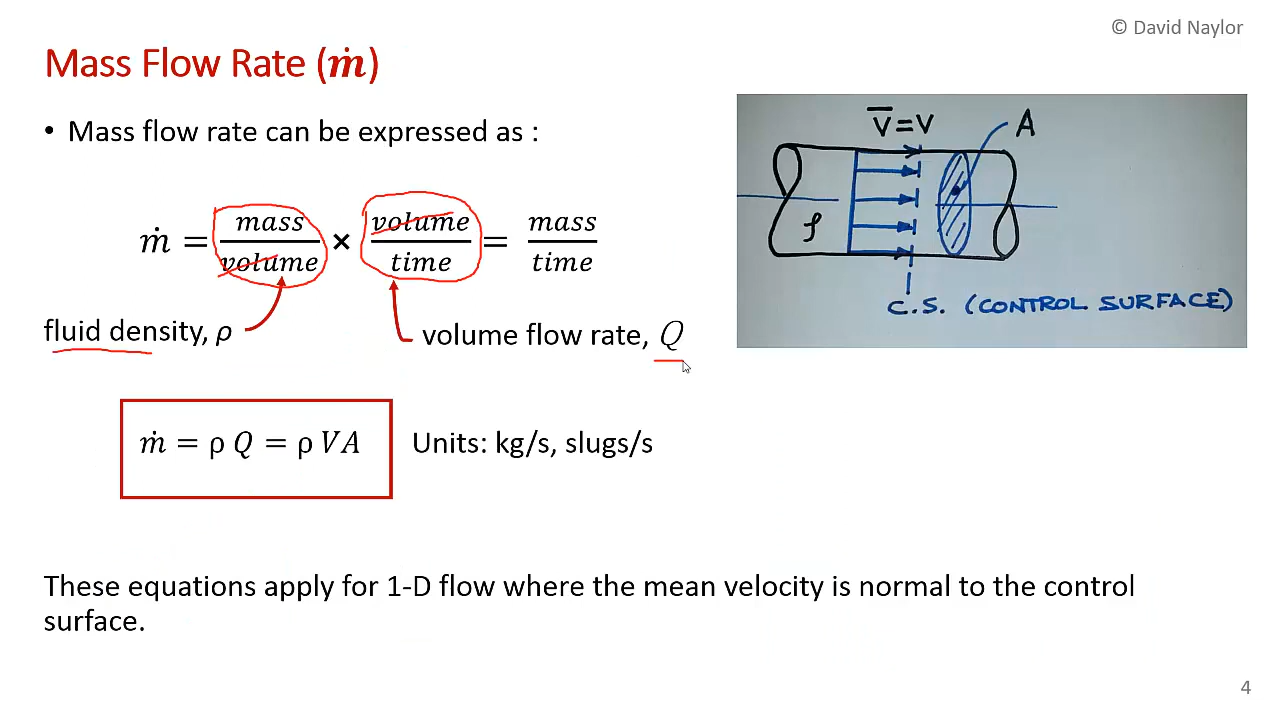 © David Naylor
Mass Flow Rate (ṁ)
• Mass flow rate can be expressed as :
V̅ = V
A
ρ
C.S. (CONTROL SURFACE)
ṁ = mass/volume × volume/time = mass/time
fluid density, ρ
volume flow rate, Q
ṁ = ρ Q = ρ VA
Units: kg/s, slugs/s
These equations apply for 1-D flow where the mean velocity is normal to the control
surface.
4